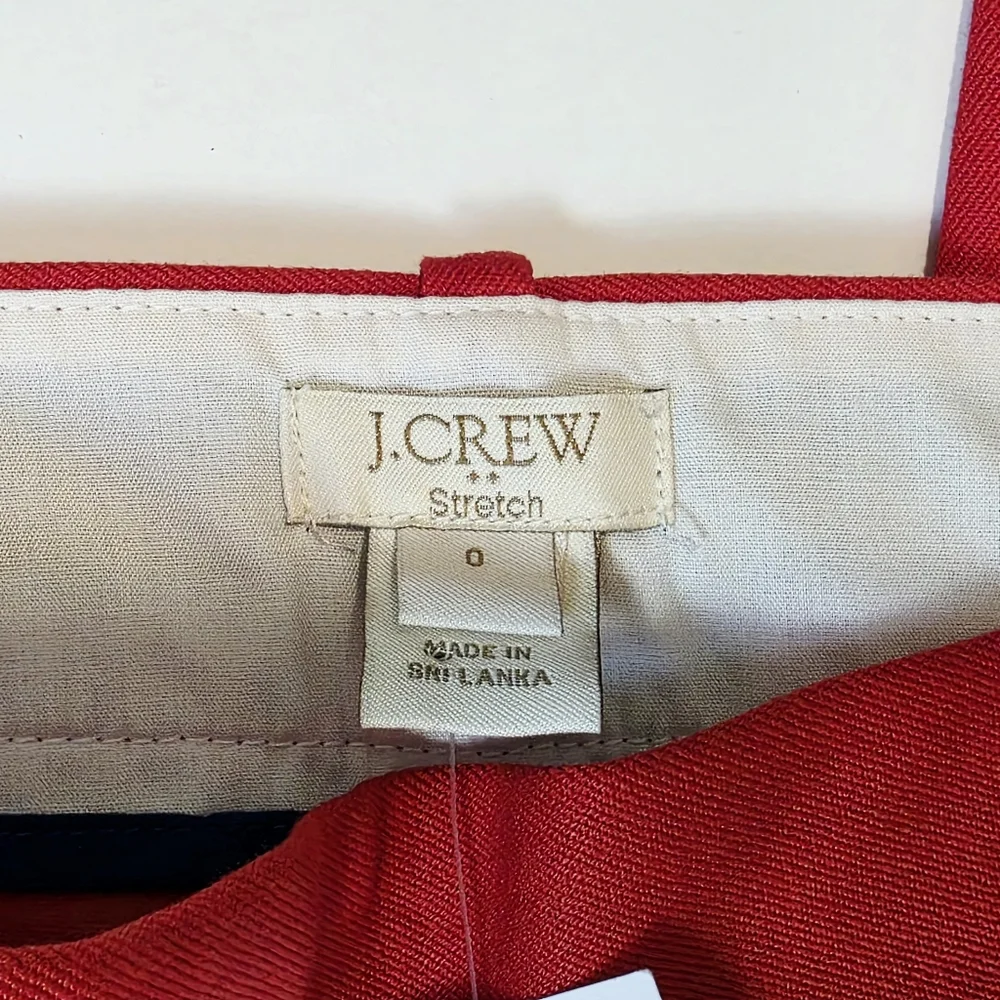 J.CREW
Stretch
0
MADE IN
SRI LANKA